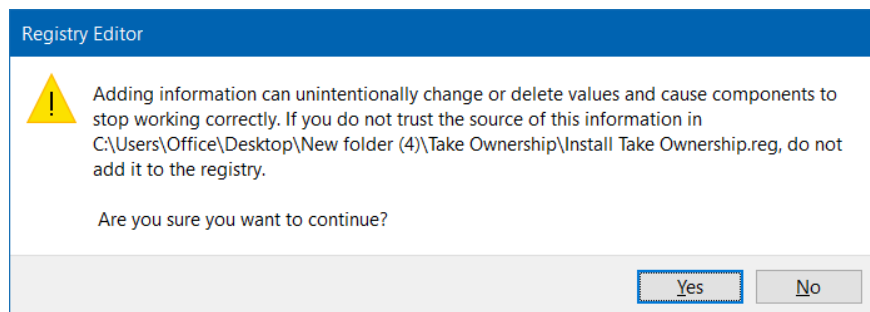 Registry Editor
Adding information can unintentionally change or delete values and cause components to
stop working correctly. If you do not trust the source of this information in
C:\Users\Office\Desktop\New folder (4)\Take Ownership\Install Take Ownership.reg, do not
add it to the registry.
Are you sure you want to continue?
Yes No